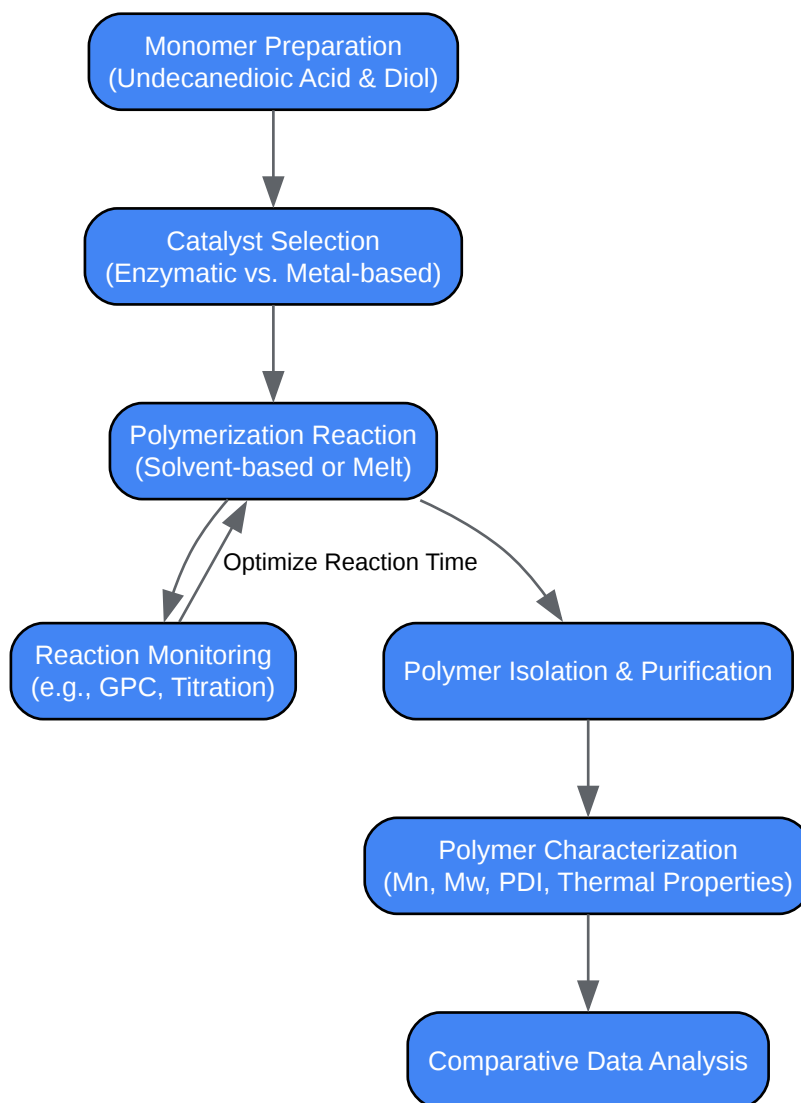 Monomer Preparation
(Undecanedioic Acid & Diol)
Catalyst Selection
(Enzymatic vs. Metal-based)
Polymerization Reaction
(Solvent-based or Melt)
Optimize Reaction Time
Reaction Monitoring
(e.g., GPC, Titration)
Polymer Isolation & Purification
Polymer Characterization
(Mn, Mw, PDI, Thermal Properties)
Comparative Data Analysis